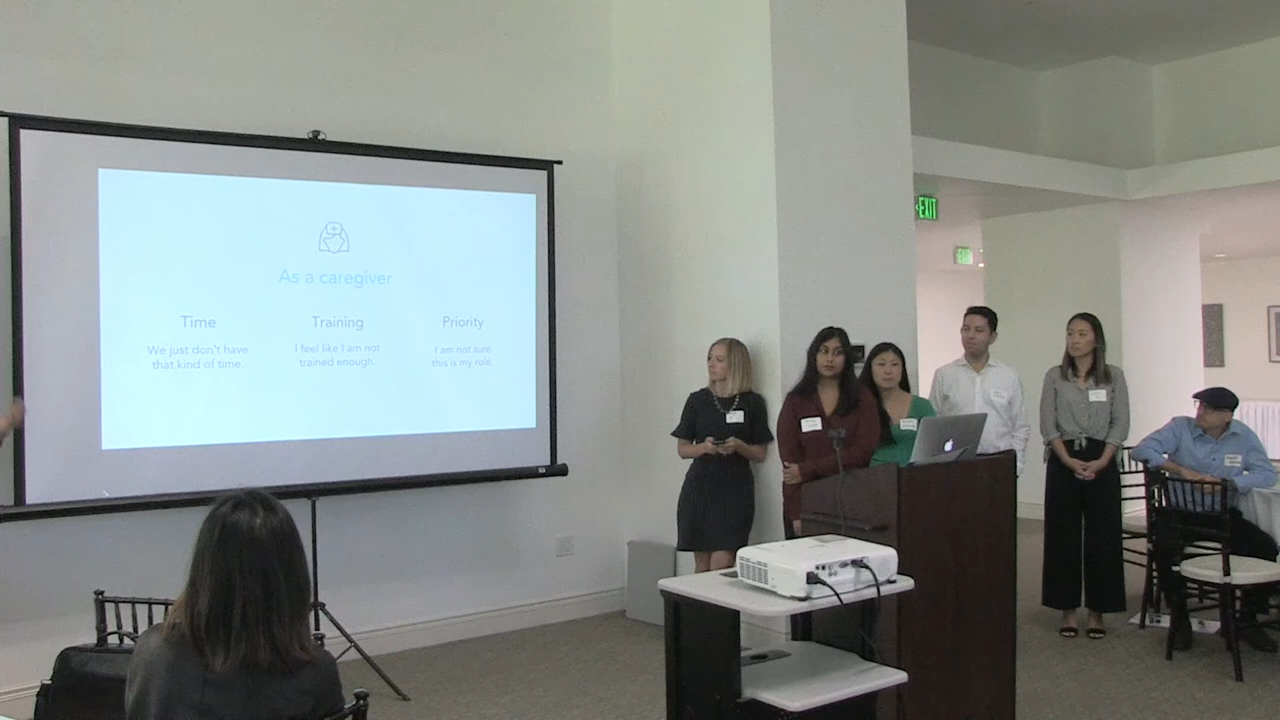 As a caregiver
Time
We just don't have
that kind of time.
Training
I feel like I am not
trained enough.
Priority
I am not sure
this is my role.
EXIT
EXIT